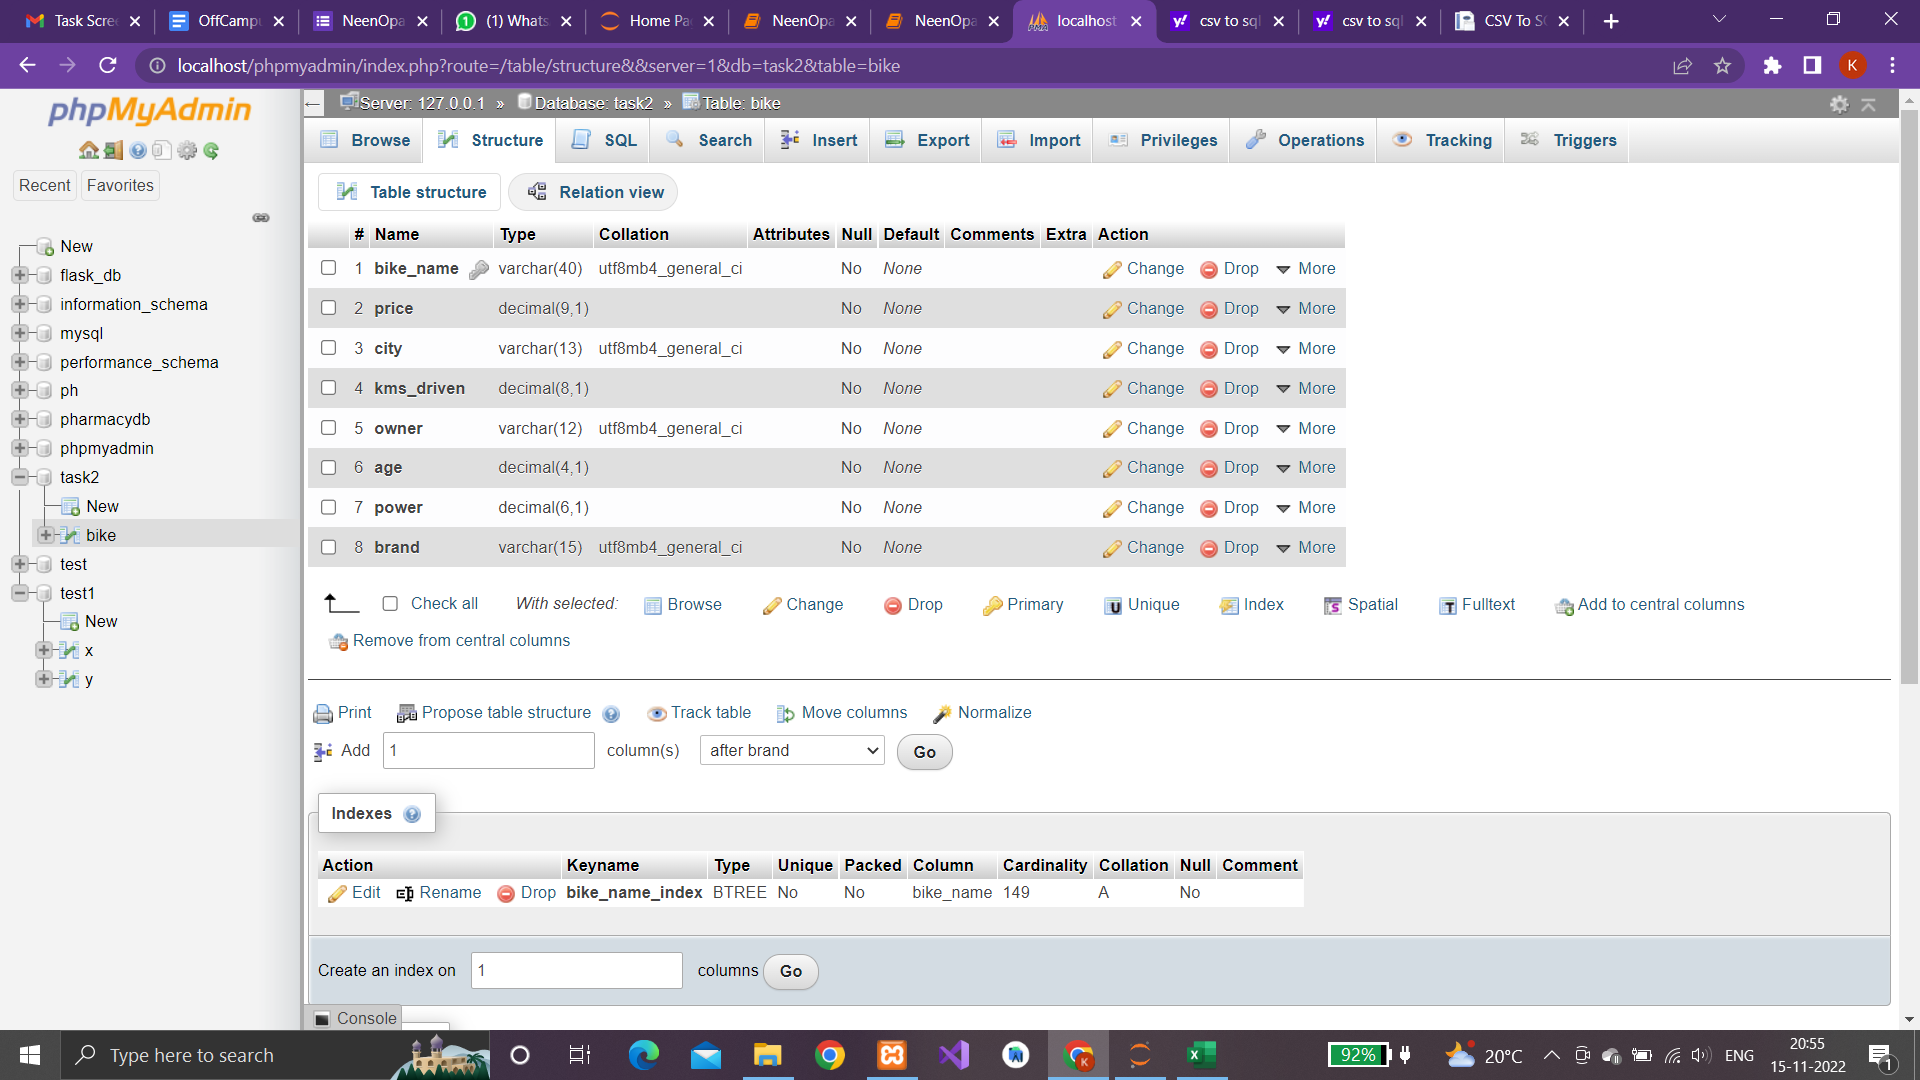 Task Scre OffCamp NeenOpa (1) Whats Home Pa NeenOpa NeenOpa localhost csv to sql csv to sql CSV To S
localhost/phpmyadmin/index.php?route=/table/structure&&server=1&db=task2&table=bike K
phpMyAdmin
Recent Favorites
New
flask_db
information_schema
mysql
performance_schema
ph
pharmacydb
phpmyadmin
task2
New
bike
test
test1
New
x
y
Server: 127.0.0.1 » Database: task2 » Table: bike
Browse Structure SQL Search Insert Export Import Privileges Operations Tracking Triggers
Table structure Relation view
# Name Type Collation Attributes Null Default Comments Extra Action
1 bike_name varchar(40) utf8mb4_general_ci No None Change Drop More
2 price decimal(9,1) No None Change Drop More
3 city varchar(13) utf8mb4_general_ci No None Change Drop More
4 kms_driven decimal(8,1) No None Change Drop More
5 owner varchar(12) utf8mb4_general_ci No None Change Drop More
6 age decimal(4,1) No None Change Drop More
7 power decimal(6,1) No None Change Drop More
8 brand varchar(15) utf8mb4_general_ci No None Change Drop More
Check all With selected: Browse Change Drop Primary Unique Index Spatial Fulltext Add to central columns
Remove from central columns
Print Propose table structure Track table Move columns Normalize
Add 1 column(s) after brand Go
Indexes
Action Keyname Type Unique Packed Column Cardinality Collation Null Comment
Edit Rename Drop bike_name_index BTREE No No bike_name 149 A No
Create an index on 1 columns Go
Console
Type here to search 92% 20°C ENG 20:55
15-11-2022 1